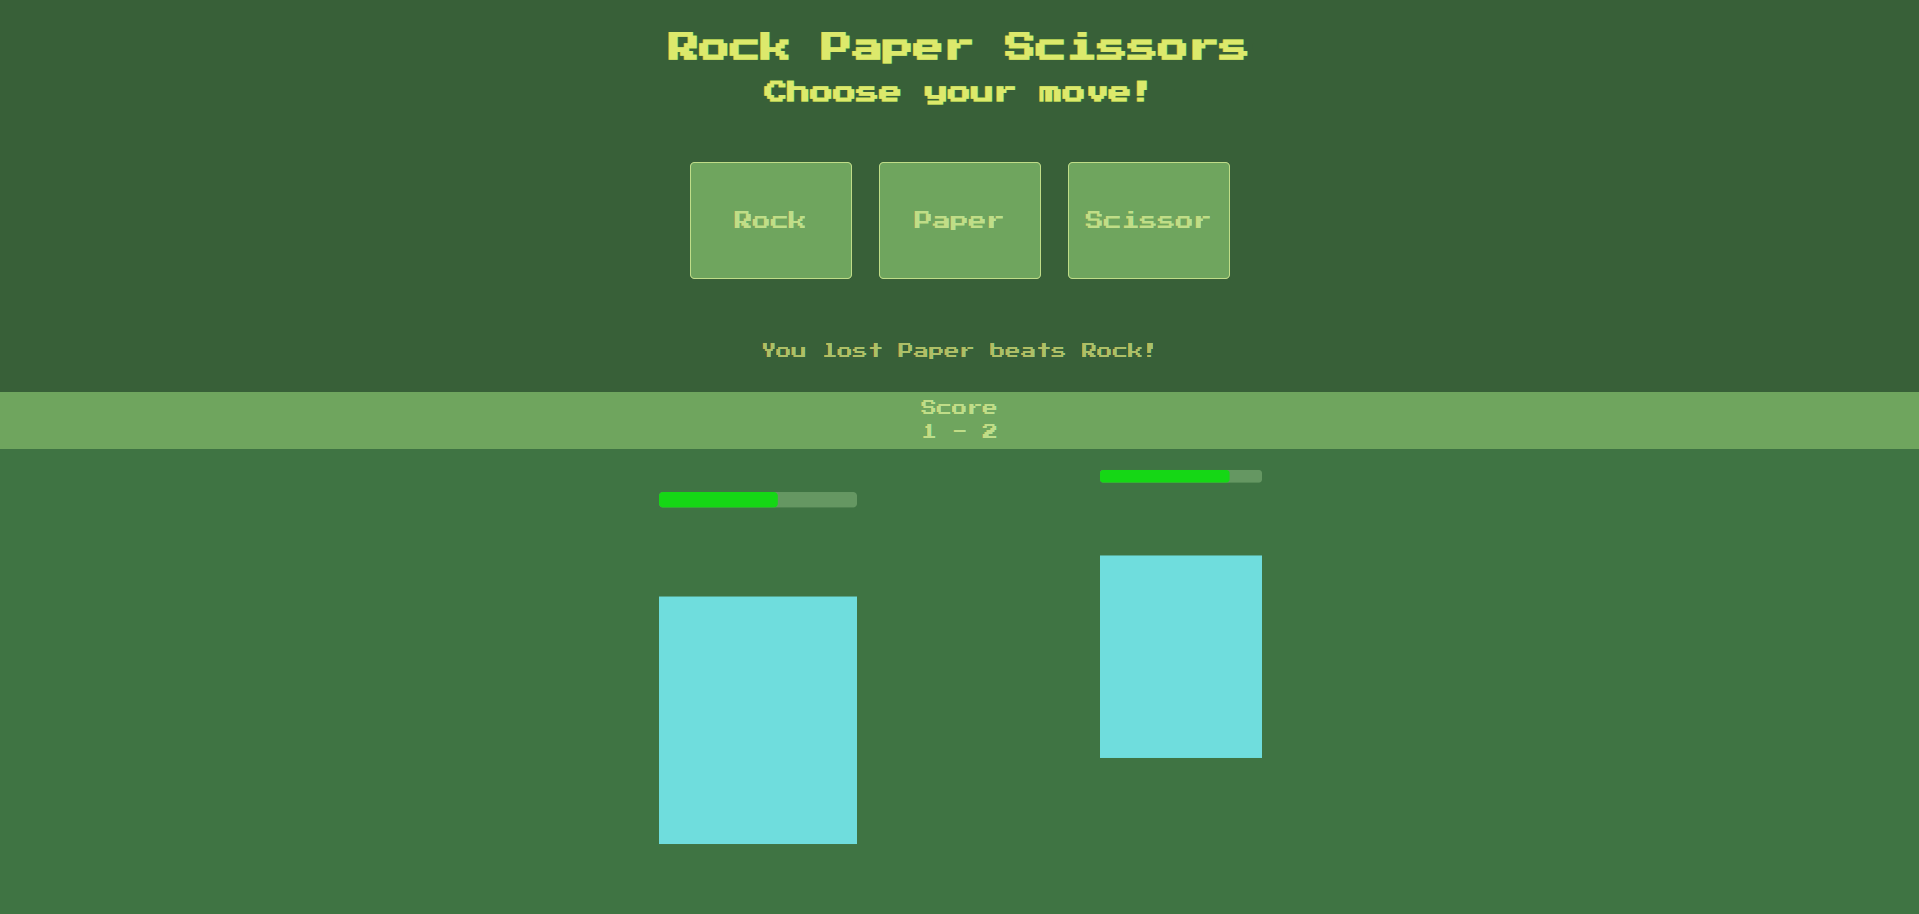 Rock Paper Scissors
Choose your move!
Rock
Paper
Scissor
You lost Paper beats Rock!
Score
1 - 2